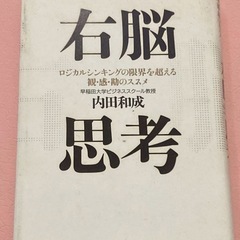 右脳
ロジカルシンキングの限界を超える
観・感・勘のススメ
早稲田大学ビジネススクール教授
内田和成
思考